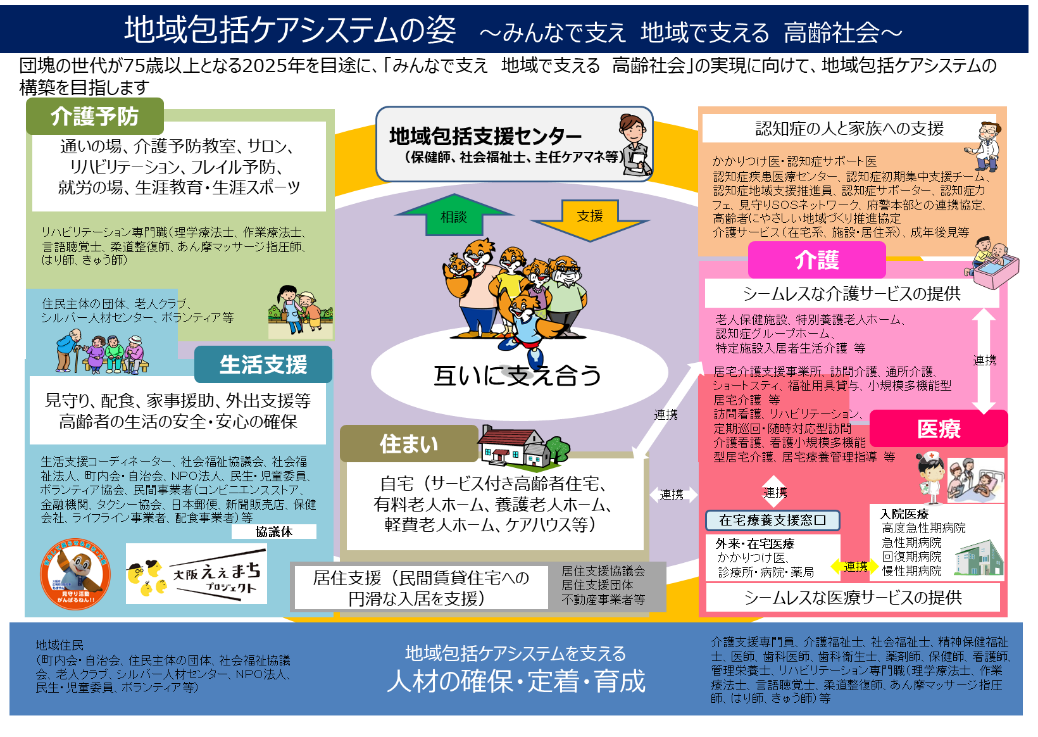 地域包括ケアシステムの姿 ～みんなで支え 地域で支える 高齢社会～
団塊の世代が75歳以上となる2025年を目途に、「みんなで支え 地域で支える 高齢社会」の実現に向けて、地域包括ケアシステムの
構築を目指します
介護予防
通いの場、介護予防教室、サロン、
リハビリテーション、フレイル予防、
就労の場、生涯教育・生涯スポーツ
リハビリテーション専門職（理学療法士、作業療法士、
言語聴覚士、柔道整復師、あん摩マッサージ指圧師、
はり師、きゅう師）
住民主体の団体、老人クラブ、
シルバー人材センター、ボランティア等
生活支援
見守り、配食、家事援助、外出支援等
高齢者の生活の安全・安心の確保
生活支援コーディネーター、社会福祉協議会、社会福
祉法人、町内会・自治会、NPO法人、民生・児童委員、
ボランティア協会、民間事業者（コンビニエンスストア、
金融機関、タクシー協会、日本郵便、新聞販売店、保健
会社、ライフライン事業者、配食事業者）等
協議体
見守り活動
がんばるねん!!
大阪ええまち
プロジェクト
地域包括支援センター
（保健師、社会福祉士、主任ケアマネ等）
相談
支援
互いに支え合う
住まい
自宅（サービス付き高齢者住宅、
有料老人ホーム、養護老人ホーム、
軽費老人ホーム、ケアハウス等）
居住支援（民間賃貸住宅への
円滑な入居を支援）
居住支援協議会
居住支援団体
不動産事業者等
連携
連携
認知症の人と家族への支援
かかりつけ医・認知症サポート医
認知症疾患医療センター、認知症初期集中支援チーム、
認知症地域支援推進員、認知症サポーター、認知症カ
フェ、見守りSOSネットワーク、府警本部との連携協定、
高齢者にやさしい地域づくり推進協定
介護サービス（在宅系、施設・居住系）、成年後見等
介護
シームレスな介護サービスの提供
老人保健施設、特別養護老人ホーム、
認知症グループホーム、
特定施設入居者生活介護 等
連携
居宅介護支援事業所、訪問介護、通所介護、
ショートスティ、福祉用具貸与、小規模多機能型
居宅介護 等
訪問看護、リハビリテーション、
定期巡回・随時対応型訪問
介護看護、看護小規模多機能
型居宅介護、居宅療養管理指導 等
医療
連携
在宅療養支援窓口
外来・在宅医療
かかりつけ医、
診療所・病院・薬局
連携
入院医療
高度急性期病院
急性期病院
回復期病院
慢性期病院
シームレスな医療サービスの提供
地域住民
（町内会・自治会、住民主体の団体、社会福祉協議
会、老人クラブ、シルバー人材センター、NPO法人、
民生・児童委員、ボランティア等）
地域包括ケアシステムを支える
人材の確保・定着・育成
介護支援専門員、介護福祉士、社会福祉士、精神保健福祉
士、医師、歯科医師、歯科衛生士、薬剤師、保健師、看護師、
管理栄養士、リハビリテーション専門職（理学療法士、作業
療法士、言語聴覚士、柔道整復師、あん摩マッサージ指圧
師、はり師、きゅう師）等